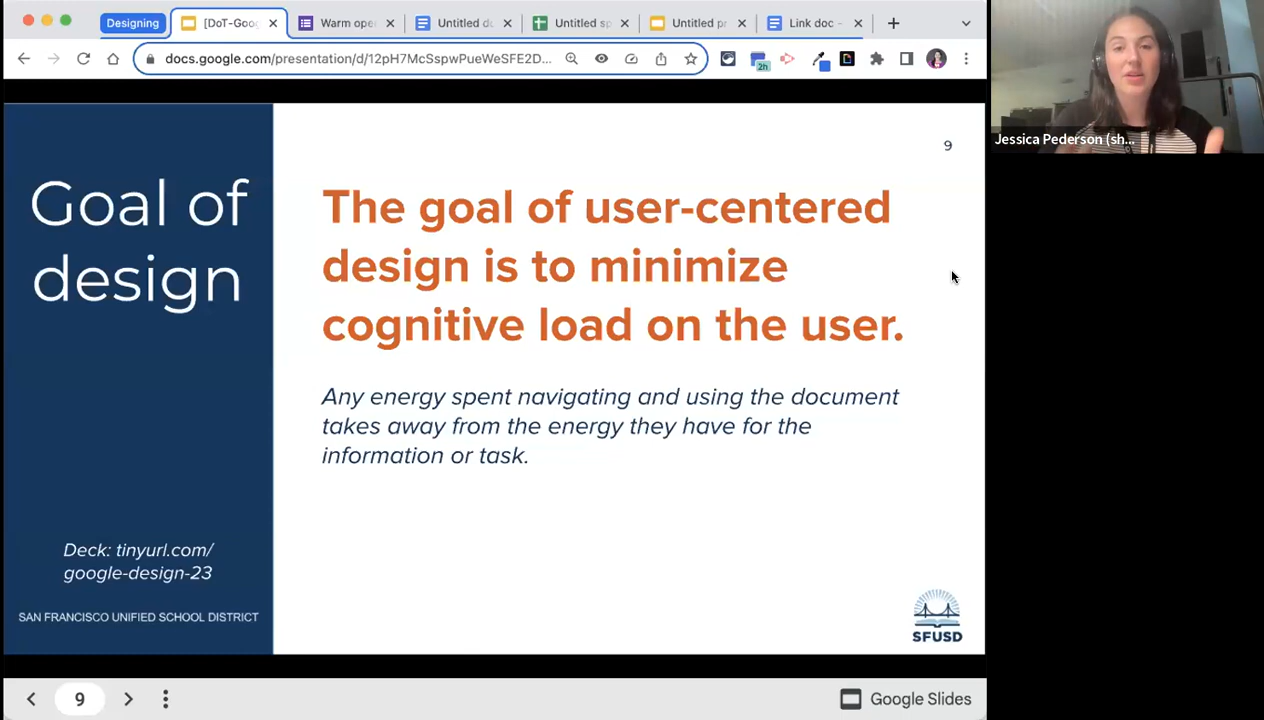 Designing
[DoT-Goo
Warm ope
Untitled du
Untitled sp
Untitled pr
Link doc -
docs.google.com/presentation/d/12pH7McSspwPueWeSFE2D...
2h
Jessica Pederson (sh...
9
Goal of
design
The goal of user-centered
design is to minimize
cognitive load on the user.
Any energy spent navigating and using the document
takes away from the energy they have for the
information or task.
Deck: tinyurl.com/
google-design-23
SAN FRANCISCO UNIFIED SCHOOL DISTRICT
SFUSD
9
Google Slides